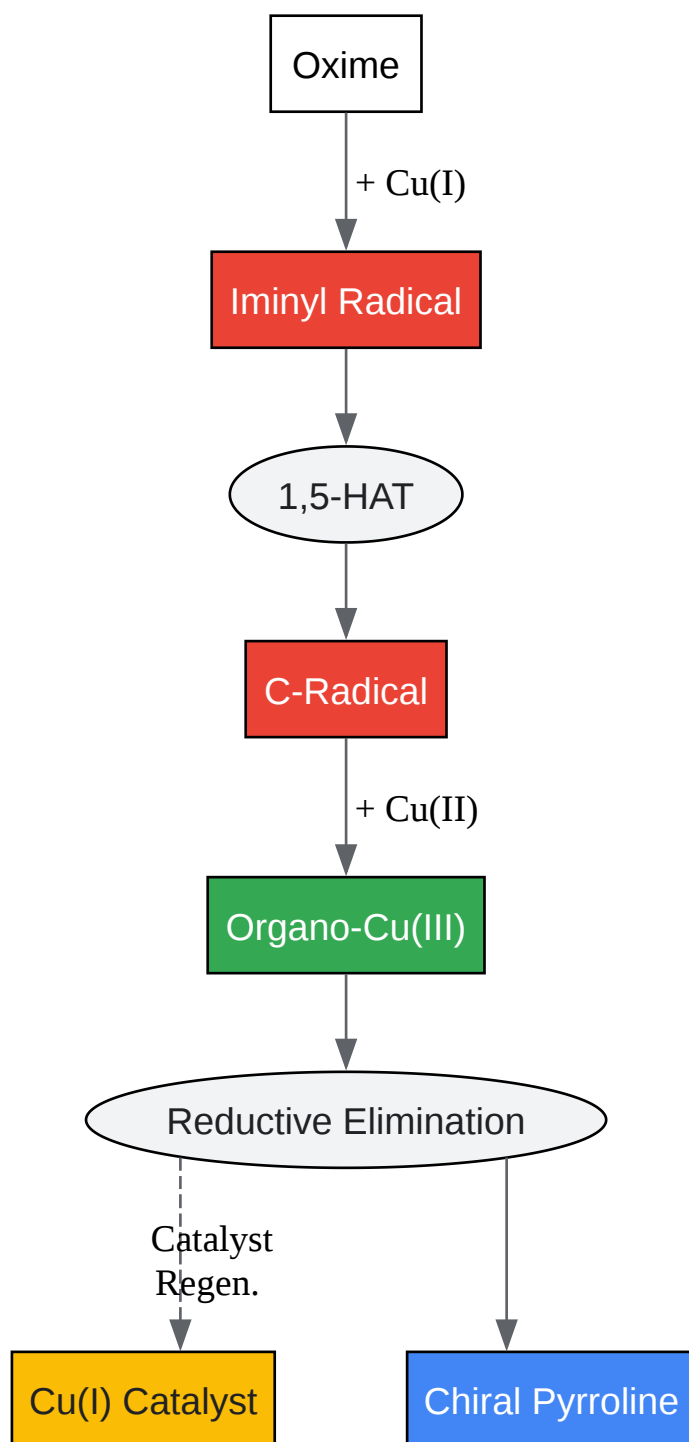 Oxime
+ Cu(I)
Iminyl Radical
1,5-HAT
C-Radical
+ Cu(II)
Organo-Cu(III)
Reductive Elimination
Catalyst
Regen.
Cu(I) Catalyst
Chiral Pyrroline